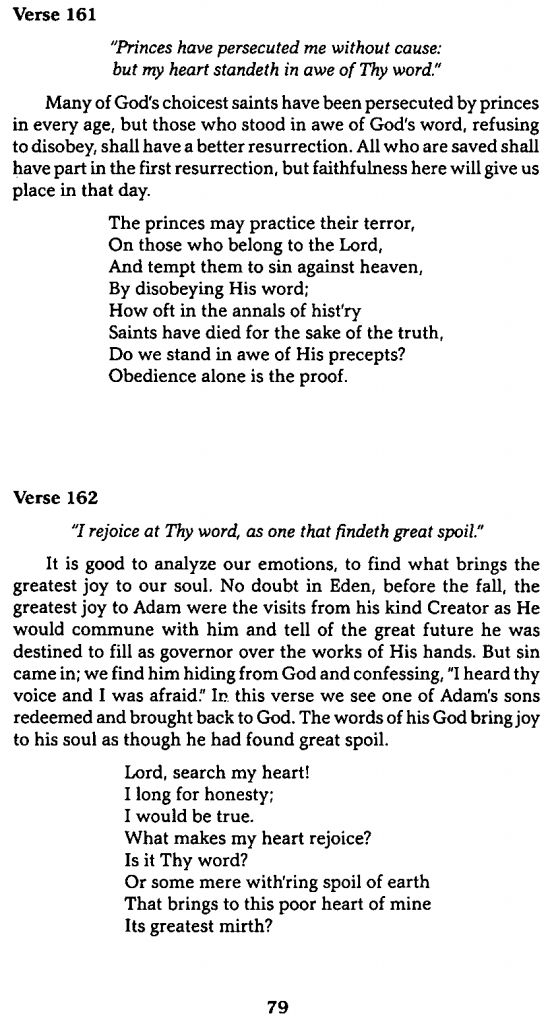 Verse 161
"Princes have persecuted me without cause:
but my heart standeth in awe of Thy word."
Many of God's choicest saints have been persecuted by princes
in every age, but those who stood in awe of God's word, refusing
to disobey, shall have a better resurrection. All who are saved shall
have part in the first resurrection, but faithfulness here will give us
place in that day.
The princes may practice their terror,
On those who belong to the Lord,
And tempt them to sin against heaven,
By disobeying His word;
How oft in the annals of hist'ry
Saints have died for the sake of the truth,
Do we stand in awe of His precepts?
Obedience alone is the proof.
Verse 162
"I rejoice at Thy word, as one that findeth great spoil."
It is good to analyze our emotions, to find what brings the
greatest joy to our soul. No doubt in Eden, before the fall, the
greatest joy to Adam were the visits from his kind Creator as He
would commune with him and tell of the great future he was
destined to fill as governor over the works of His hands. But sin
came in; we find him hiding from God and confessing, "I heard thy
voice and I was afraid." In this verse we see one of Adam's sons
redeemed and brought back to God. The words of his God bring joy
to his soul as though he had found great spoil.
Lord, search my heart!
I long for honesty;
I would be true.
What makes my heart rejoice?
Is it Thy word?
Or some mere with'ring spoil of earth
That brings to this poor heart of mine
Its greatest mirth?
79